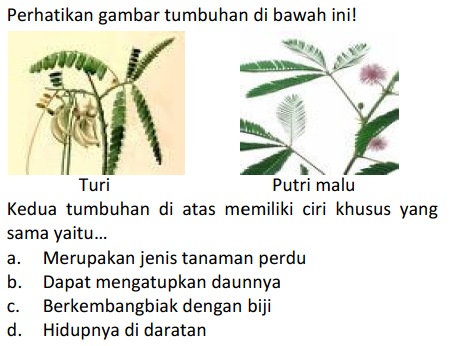 Perhatikan gambar tumbuhan di bawah ini!
Turi Putri malu
Kedua tumbuhan di atas memiliki ciri khusus yang
sama yaitu...
a. Merupakan jenis tanaman perdu
b. Dapat mengatupkan daunnya
c. Berkembangbiak dengan biji
d. Hidupnya di daratan